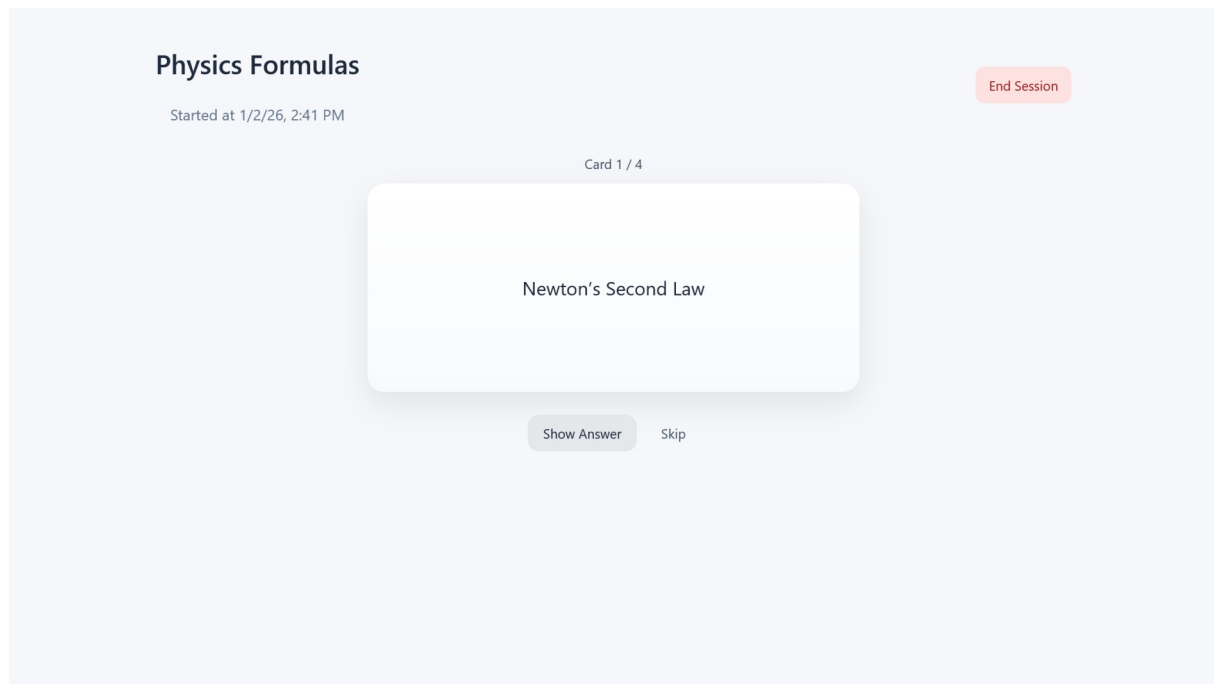 Physics Formulas
End Session
Started at 1/2/26, 2:41 PM
Card 1 / 4
Newton’s Second Law
Show Answer
Skip